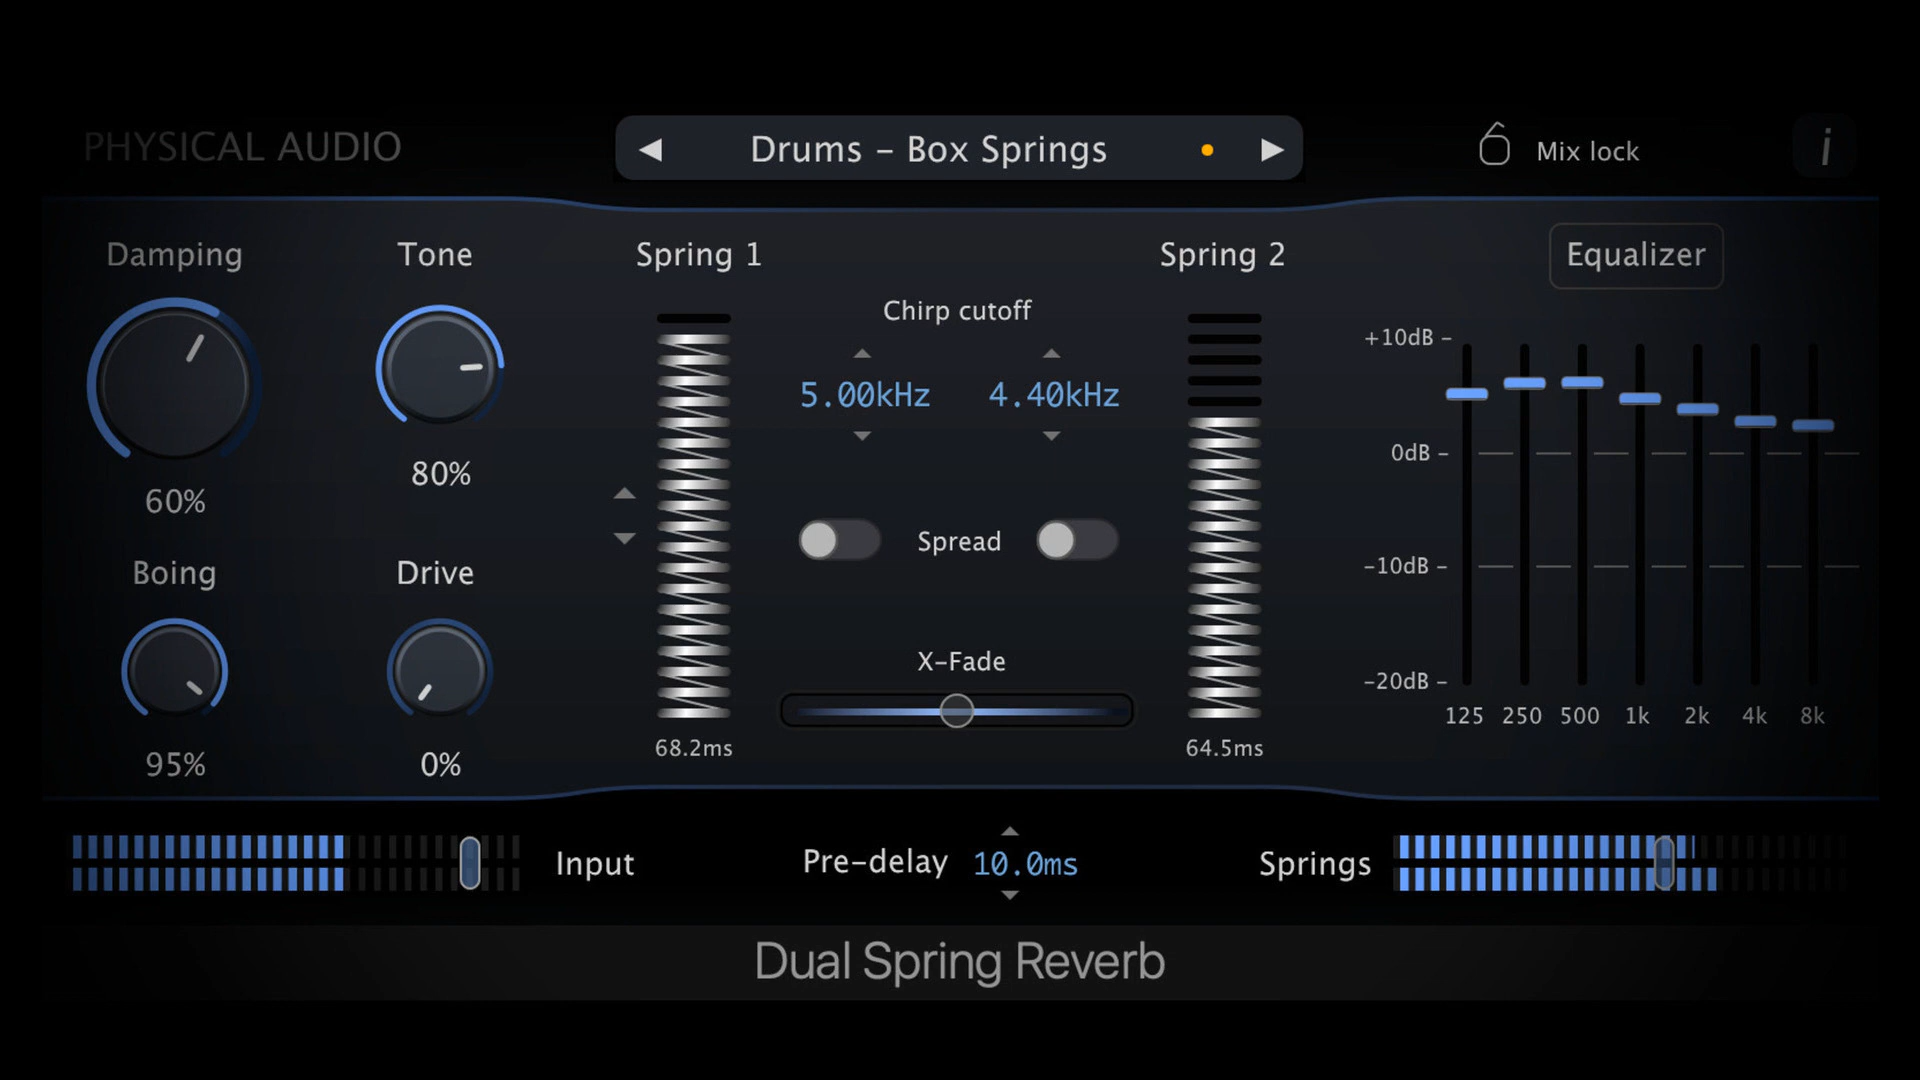 PHYSICAL AUDIO
Drums – Box Springs
Mix lock
i
Damping
60%
Tone
80%
Boing
95%
Drive
0%
Spring 1
68.2ms
Chirp cutoff
5.00kHz 4.40kHz
Spread
X–Fade
Spring 2
64.5ms
Equalizer
+10dB –
0dB –
–10dB –
–20dB –
125 250 500 1k 2k 4k 8k
Input
Pre–delay 10.0ms
Springs
Dual Spring Reverb